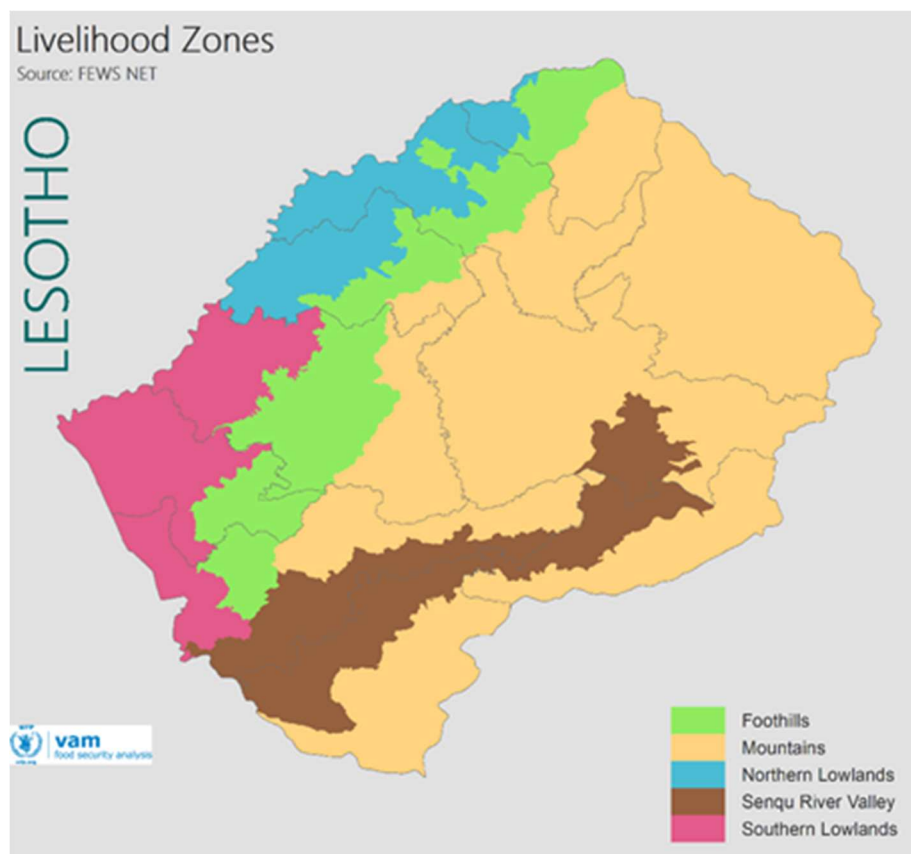 Livelihood Zones
Source: FEWS NET
LESOTHO
Foothills
Mountains
Northern Lowlands
Senqu River Valley
Southern Lowlands
vam
food security analysis